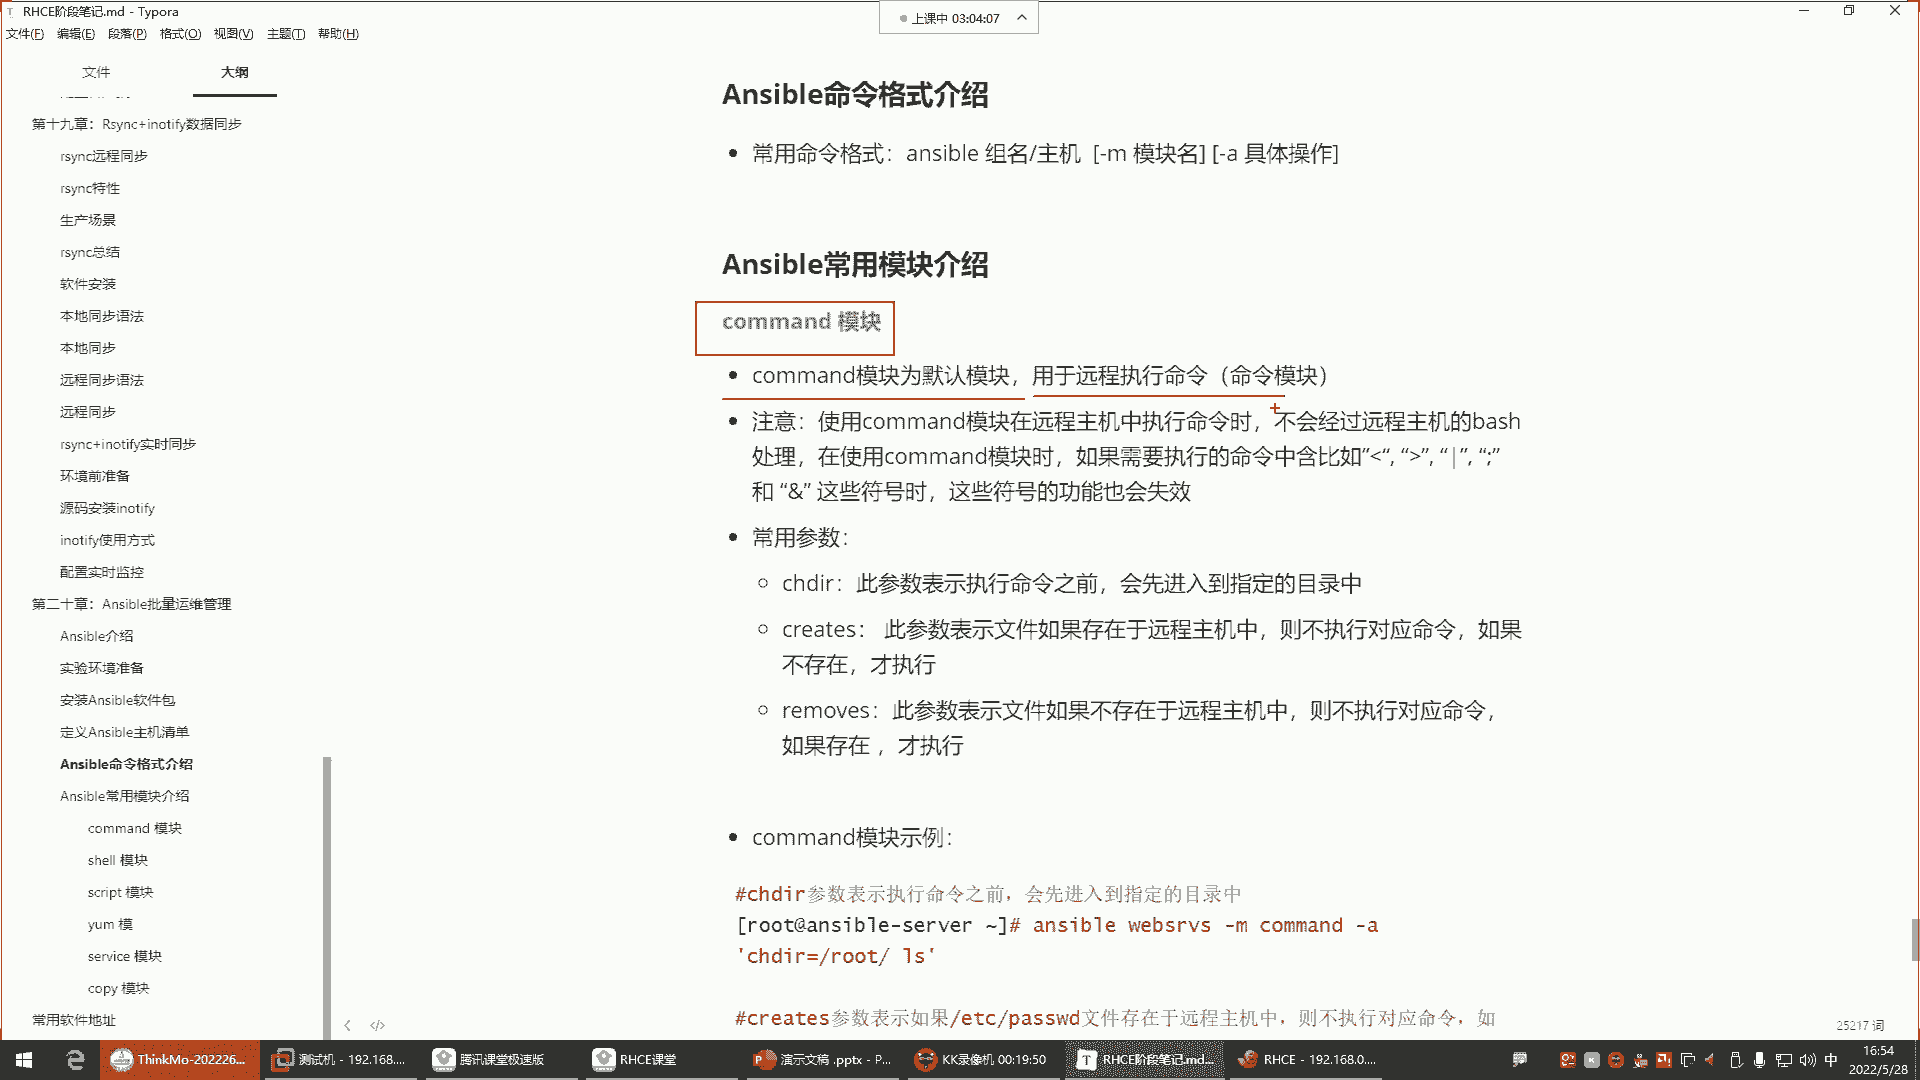 RHCE阶段笔记.md - Typora
上课中 03:04:07
文件(F) 编辑(E) 段落(P) 格式(O) 视图(V) 主题(T) 帮助(H)
文件 大纲
第十九章：Rsync+inotify数据同步
rsync远程同步
rsync特性
生产场景
rsync总结
软件安装
本地同步语法
本地同步
远程同步语法
远程同步
rsync+inotify实时同步
环境前准备
源码安装inotify
inotify使用方式
配置实时监控
第二十章：Ansible批量运维管理
Ansible介绍
实验环境准备
安装Ansible软件包
定义Ansible主机清单
Ansible命令格式介绍
Ansible常用模块介绍
command 模块
shell 模块
script 模块
yum 模
service 模块
copy 模块
常用软件地址
Ansible命令格式介绍
常用命令格式：ansible 组名/主机 [-m 模块名] [-a 具体操作]
Ansible常用模块介绍
command 模块
command模块为默认模块，用于远程执行命令（命令模块）
注意：使用command模块在远程主机中执行命令时，不会经过远程主机的bash
处理，在使用command模块时，如果需要执行的命令中含比如”<“, “>”, “|”, “;”
和 “&” 这些符号时，这些符号的功能也会失效
常用参数：
chdir：此参数表示执行命令之前，会先进入到指定的目录中
creates： 此参数表示文件如果存在于远程主机中，则不执行对应命令，如果
不存在，才执行
removes：此参数表示文件如果不存在于远程主机中，则不执行对应命令，
如果存在 ，才执行
command模块示例：
#chdir参数表示执行命令之前，会先进入到指定的目录中
[root@ansible-server ~]# ansible websrvs -m command -a
'chdir=/root/ ls'
#creates参数表示如果/etc/passwd文件存在于远程主机中，则不执行对应命令，如
25217 词
ThinkMo-202226... 测试机 - 192.168.... 腾讯课堂极速版 RHCE课堂 演示文稿 .pptx - P... KK录像机 00:19:50 RHCE阶段笔记.md... RHCE - 192.168.0.... 中 16:54
2022/5/28